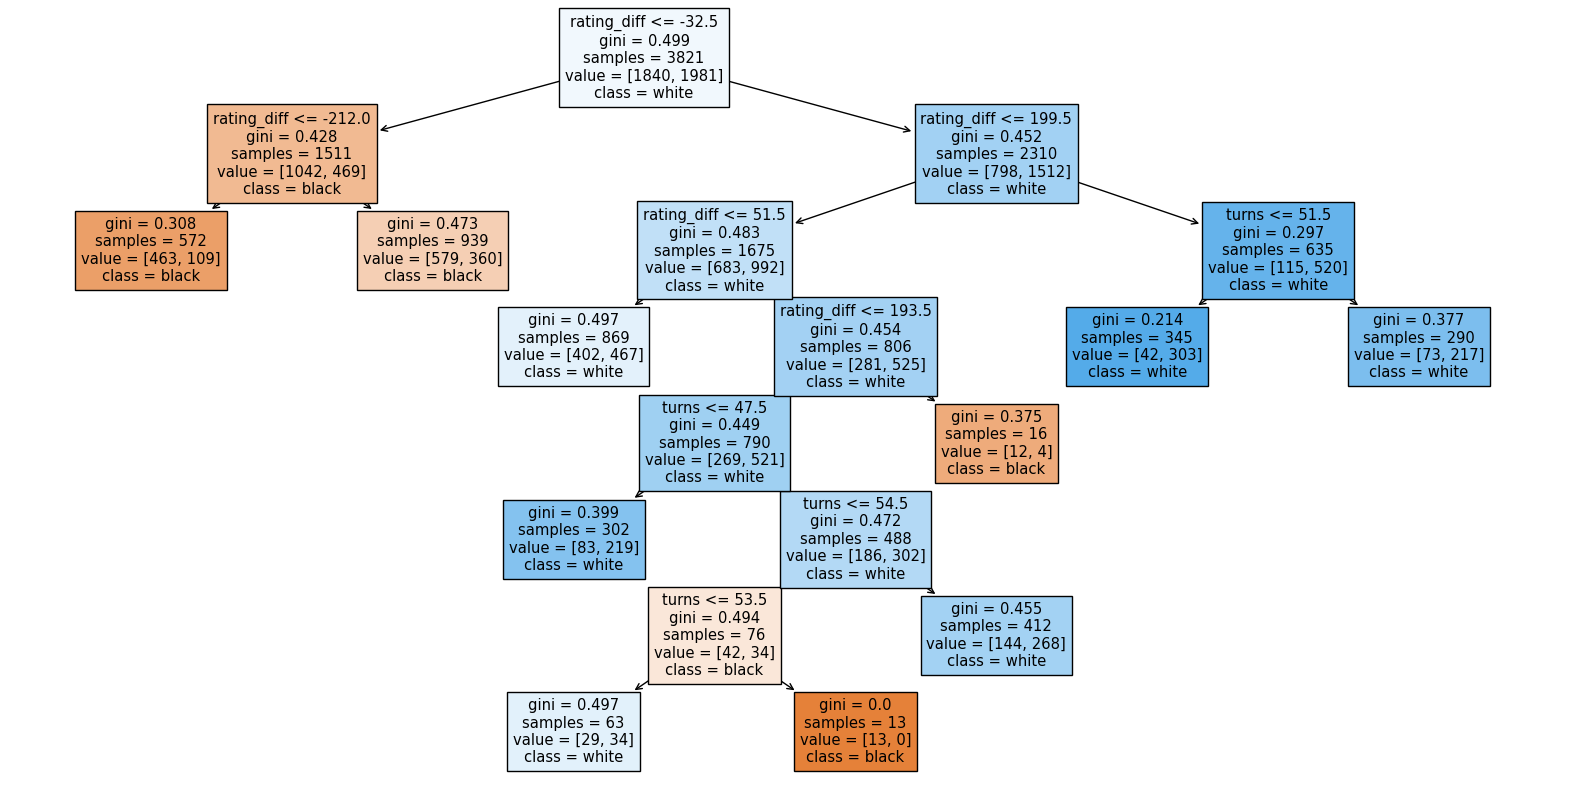 rating_diff <= -32.5
gini = 0.499
samples = 3821
value = [1840, 1981]
class = white
rating_diff <= -212.0
gini = 0.428
samples = 1511
value = [1042, 469]
class = black
rating_diff <= 199.5
gini = 0.452
samples = 2310
value = [798, 1512]
class = white
gini = 0.308
samples = 572
value = [463, 109]
class = black
gini = 0.473
samples = 939
value = [579, 360]
class = black
rating_diff <= 51.5
gini = 0.483
samples = 1675
value = [683, 992]
class = white
turns <= 51.5
gini = 0.297
samples = 635
value = [115, 520]
class = white
gini = 0.497
samples = 869
value = [402, 467]
class = white
rating_diff <= 193.5
gini = 0.454
samples = 806
value = [281, 525]
class = white
gini = 0.214
samples = 345
value = [42, 303]
class = white
gini = 0.377
samples = 290
value = [73, 217]
class = white
turns <= 47.5
gini = 0.449
samples = 790
value = [269, 521]
class = white
gini = 0.375
samples = 16
value = [12, 4]
class = black
gini = 0.399
samples = 302
value = [83, 219]
class = white
turns <= 54.5
gini = 0.472
samples = 488
value = [186, 302]
class = white
turns <= 53.5
gini = 0.494
samples = 76
value = [42, 34]
class = black
gini = 0.455
samples = 412
value = [144, 268]
class = white
gini = 0.497
samples = 63
value = [29, 34]
class = white
gini = 0.0
samples = 13
value = [13, 0]
class = black